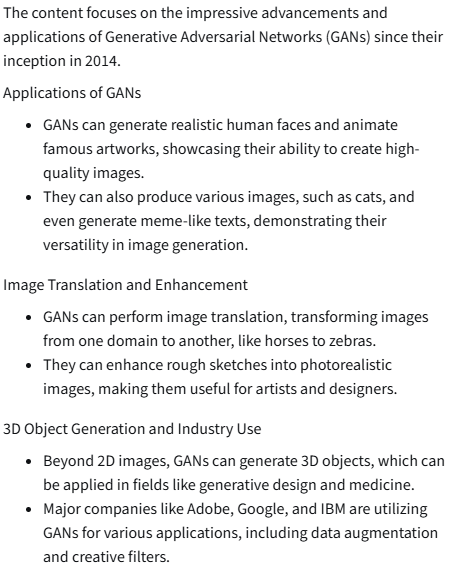 The content focuses on the impressive advancements and
applications of Generative Adversarial Networks (GANs) since their
inception in 2014.
Applications of GANs
• GANs can generate realistic human faces and animate
famous artworks, showcasing their ability to create high-
quality images.
• They can also produce various images, such as cats, and
even generate meme-like texts, demonstrating their
versatility in image generation.
Image Translation and Enhancement
• GANs can perform image translation, transforming images
from one domain to another, like horses to zebras.
• They can enhance rough sketches into photorealistic
images, making them useful for artists and designers.
3D Object Generation and Industry Use
• Beyond 2D images, GANs can generate 3D objects, which can
be applied in fields like generative design and medicine.
• Major companies like Adobe, Google, and IBM are utilizing
GANs for various applications, including data augmentation
and creative filters.